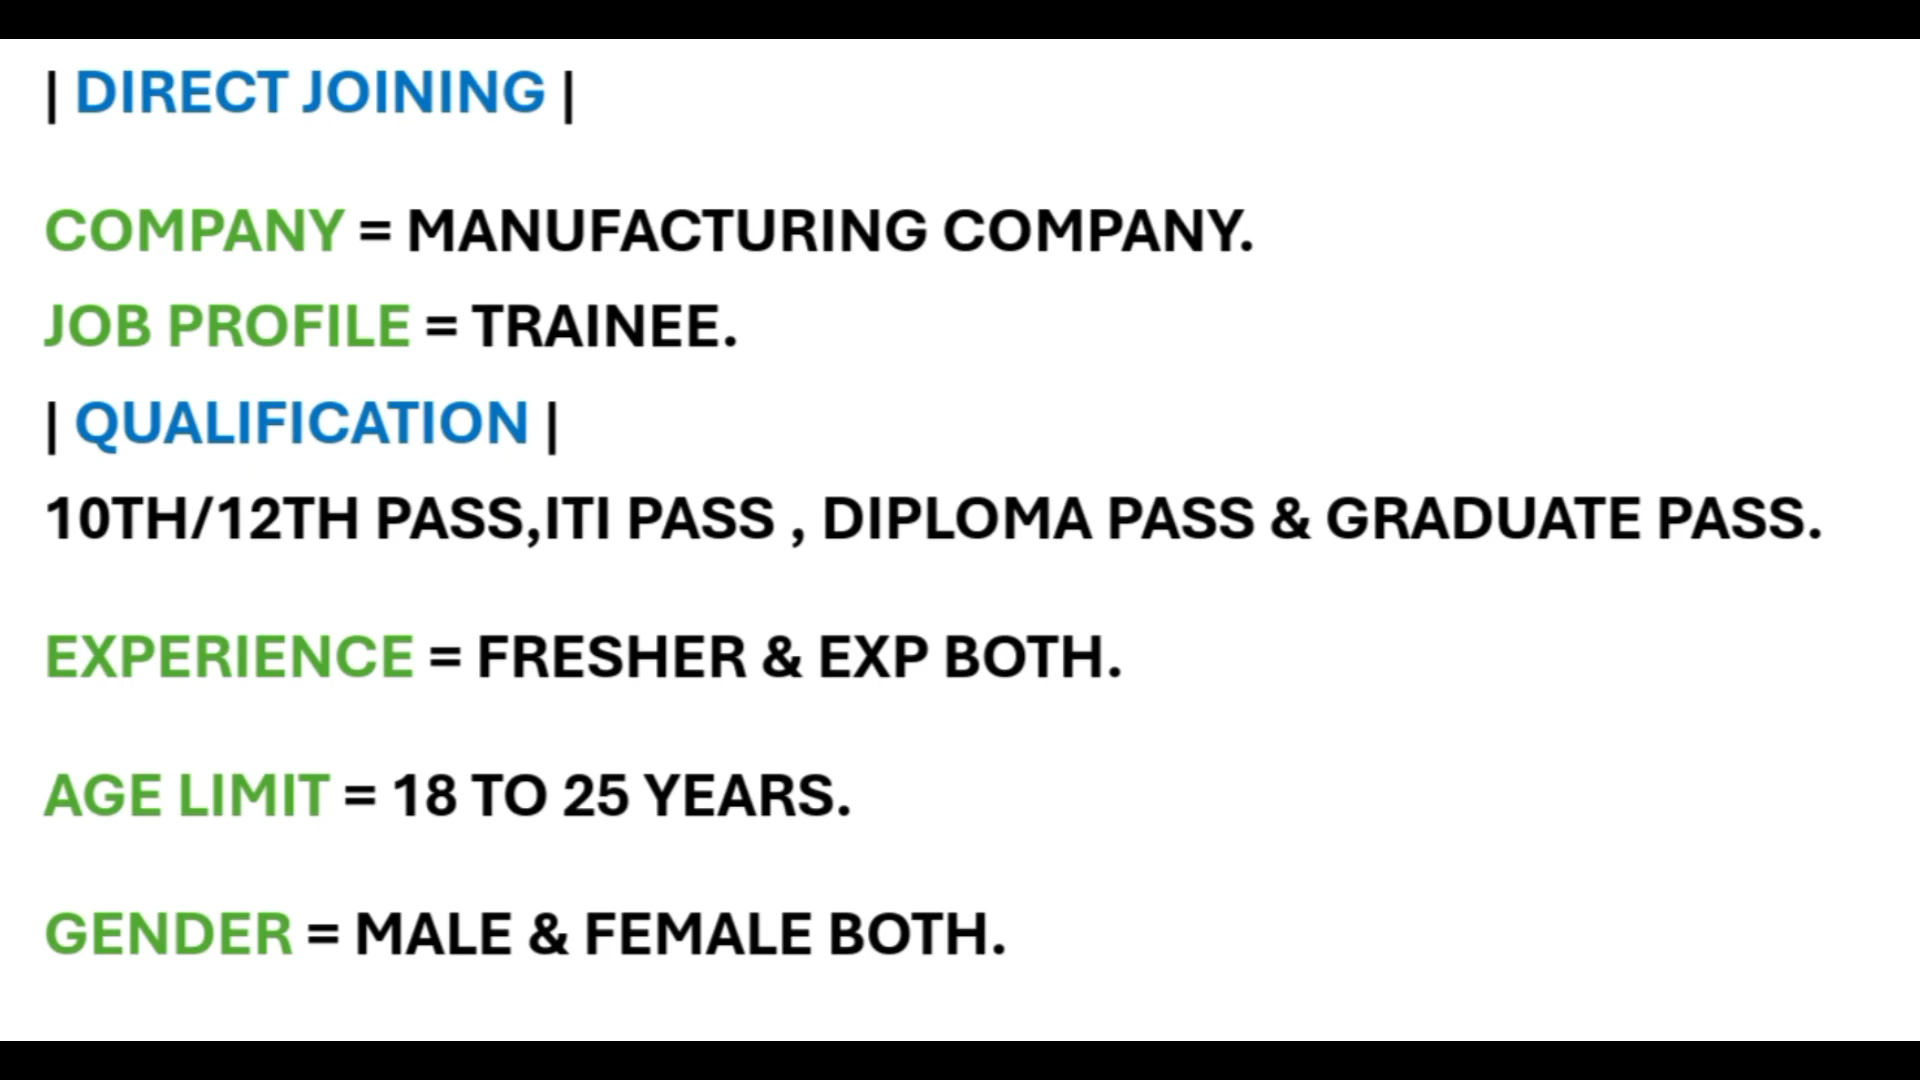 | DIRECT JOINING |
COMPANY = MANUFACTURING COMPANY.
JOB PROFILE = TRAINEE.
| QUALIFICATION |
10TH/12TH PASS,ITI PASS , DIPLOMA PASS & GRADUATE PASS.
EXPERIENCE = FRESHER & EXP BOTH.
AGE LIMIT = 18 TO 25 YEARS.
GENDER = MALE & FEMALE BOTH.